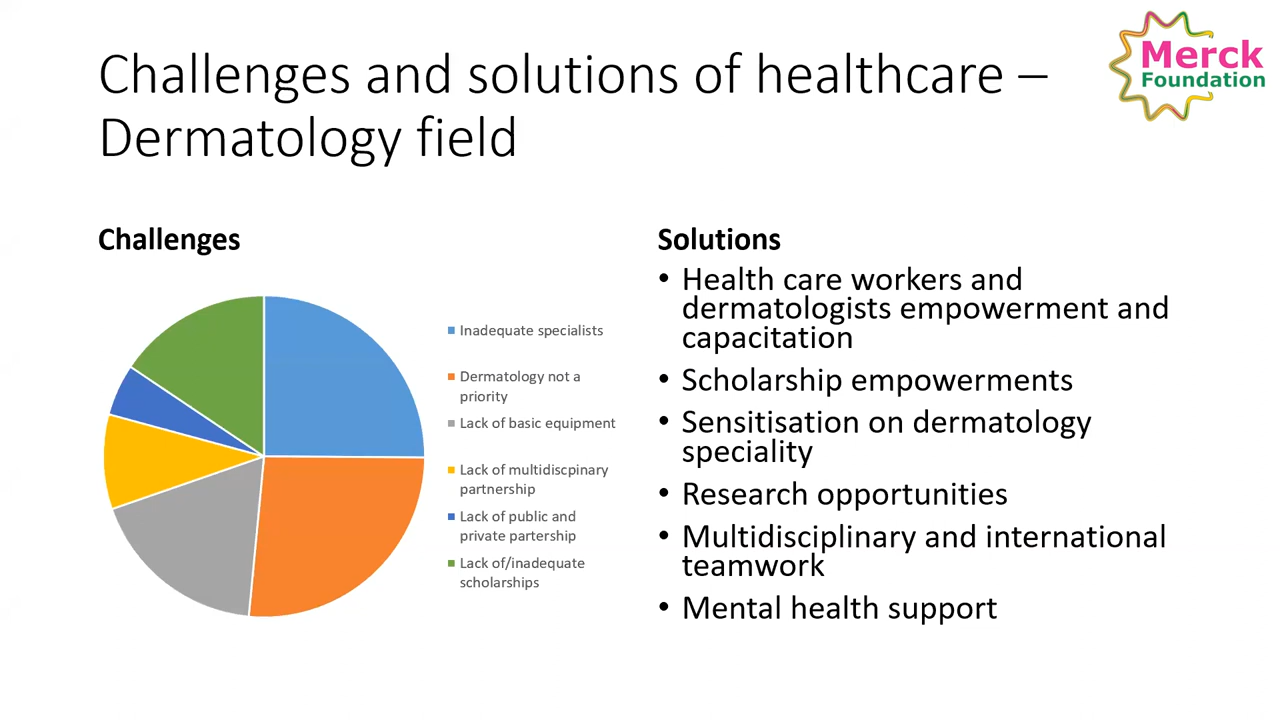 Challenges and solutions of healthcare –
Dermatology field
Merck
Foundation
Challenges
Inadequate specialists
Dermatology not a
priority
Lack of basic equipment
Lack of multidiscpinary
partnership
Lack of public and
private partership
Lack of/inadequate
scholarships
Solutions
• Health care workers and
dermatologists empowerment and
capacitation
• Scholarship empowerments
• Sensitisation on dermatology
speciality
• Research opportunities
• Multidisciplinary and international
teamwork
• Mental health support